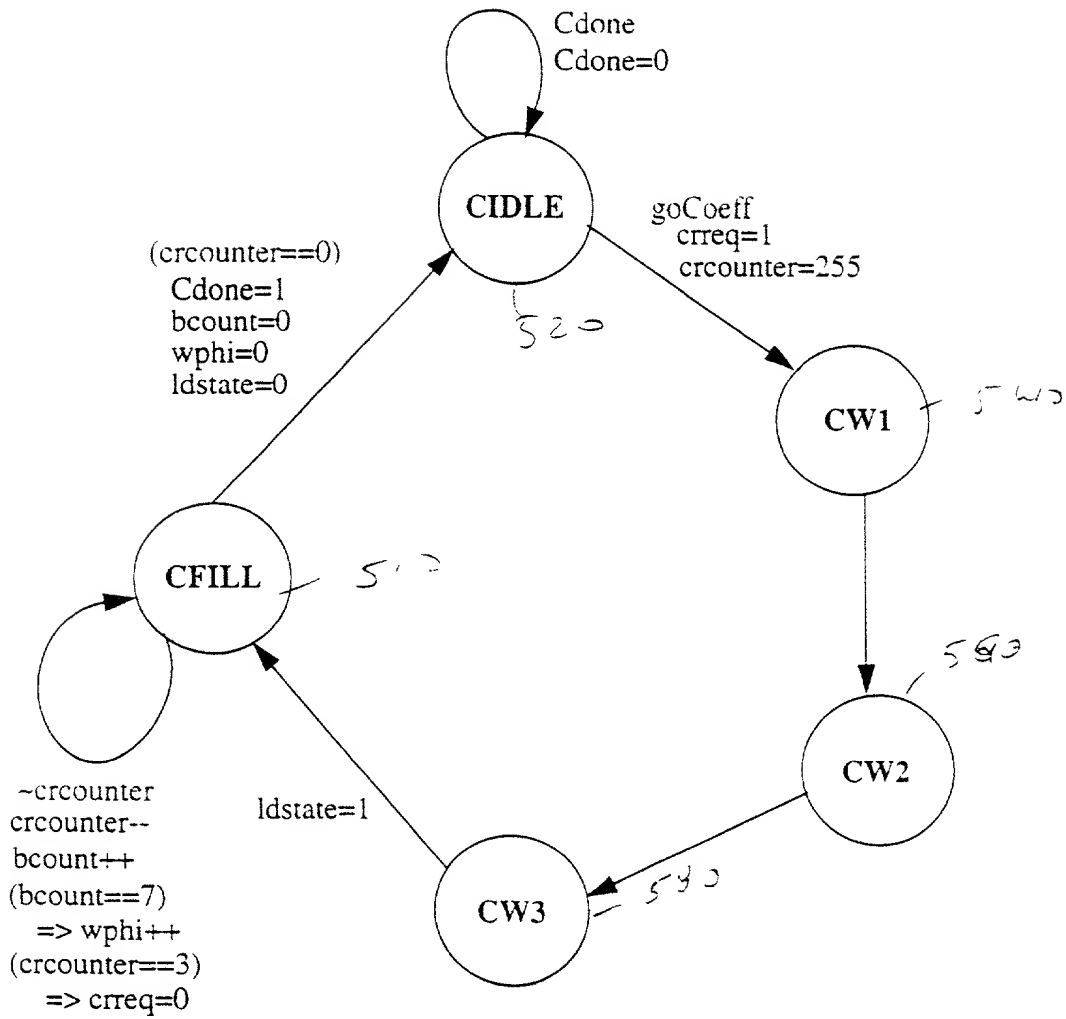 Cdone
Cdone=0
CIDLE
goCoeff
crreq=1
crcounter=255
(crcounter==0)
Cdone=1
bcount=0
wphi=0
ldstate=0
520
CW1
CFILL
CW2
~crcounter
crcounter--
bcount++
(bcount==7)
=> wphi++
(crcounter==3)
=> crreq=0
ldstate=1
CW3